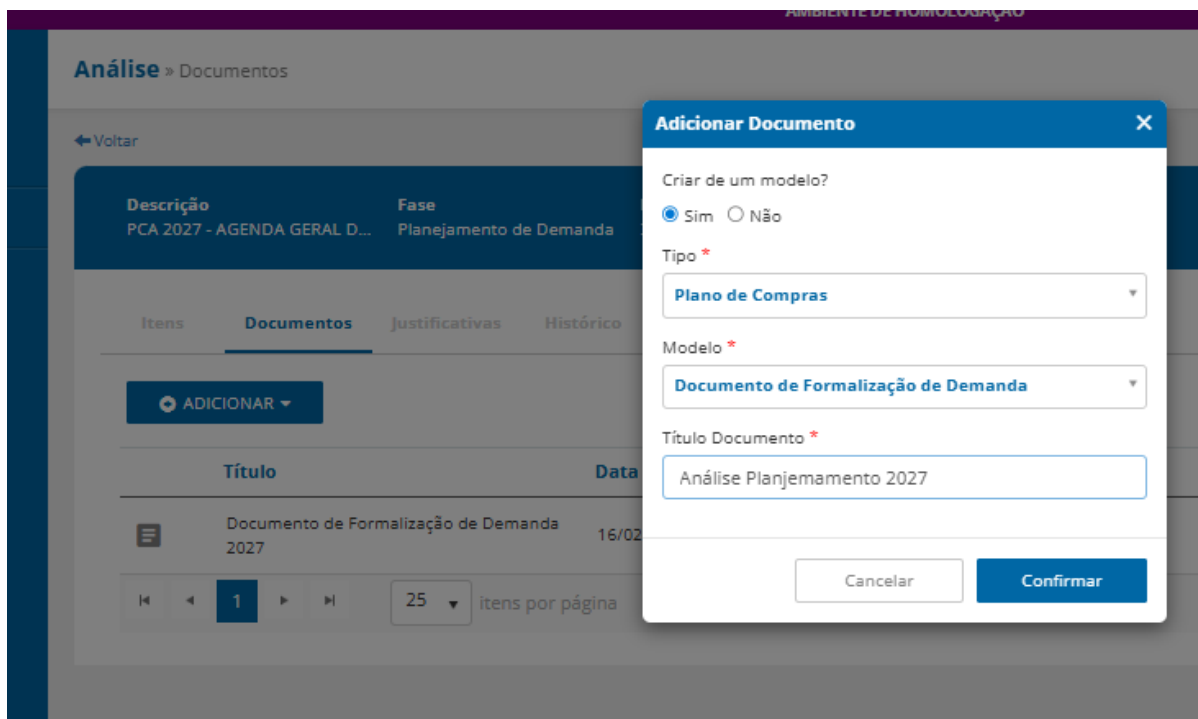 AMBIENTE DE HOMOLOGAÇÃO
Análise » Documentos
Voltar
Descrição
PCA 2027 - AGENDA GERAL D...
Fase
Planejamento de Demanda
Itens Documentos Justificativas Histórico
ADICIONAR
Título Data
Documento de Formalização de Demanda
2027
16/02
1 25 itens por página
Adicionar Documento
Criar de um modelo?
Sim Não
Tipo *
Plano de Compras
Modelo *
Documento de Formalização de Demanda
Título Documento *
Análise Planjemamento 2027
Cancelar Confirmar